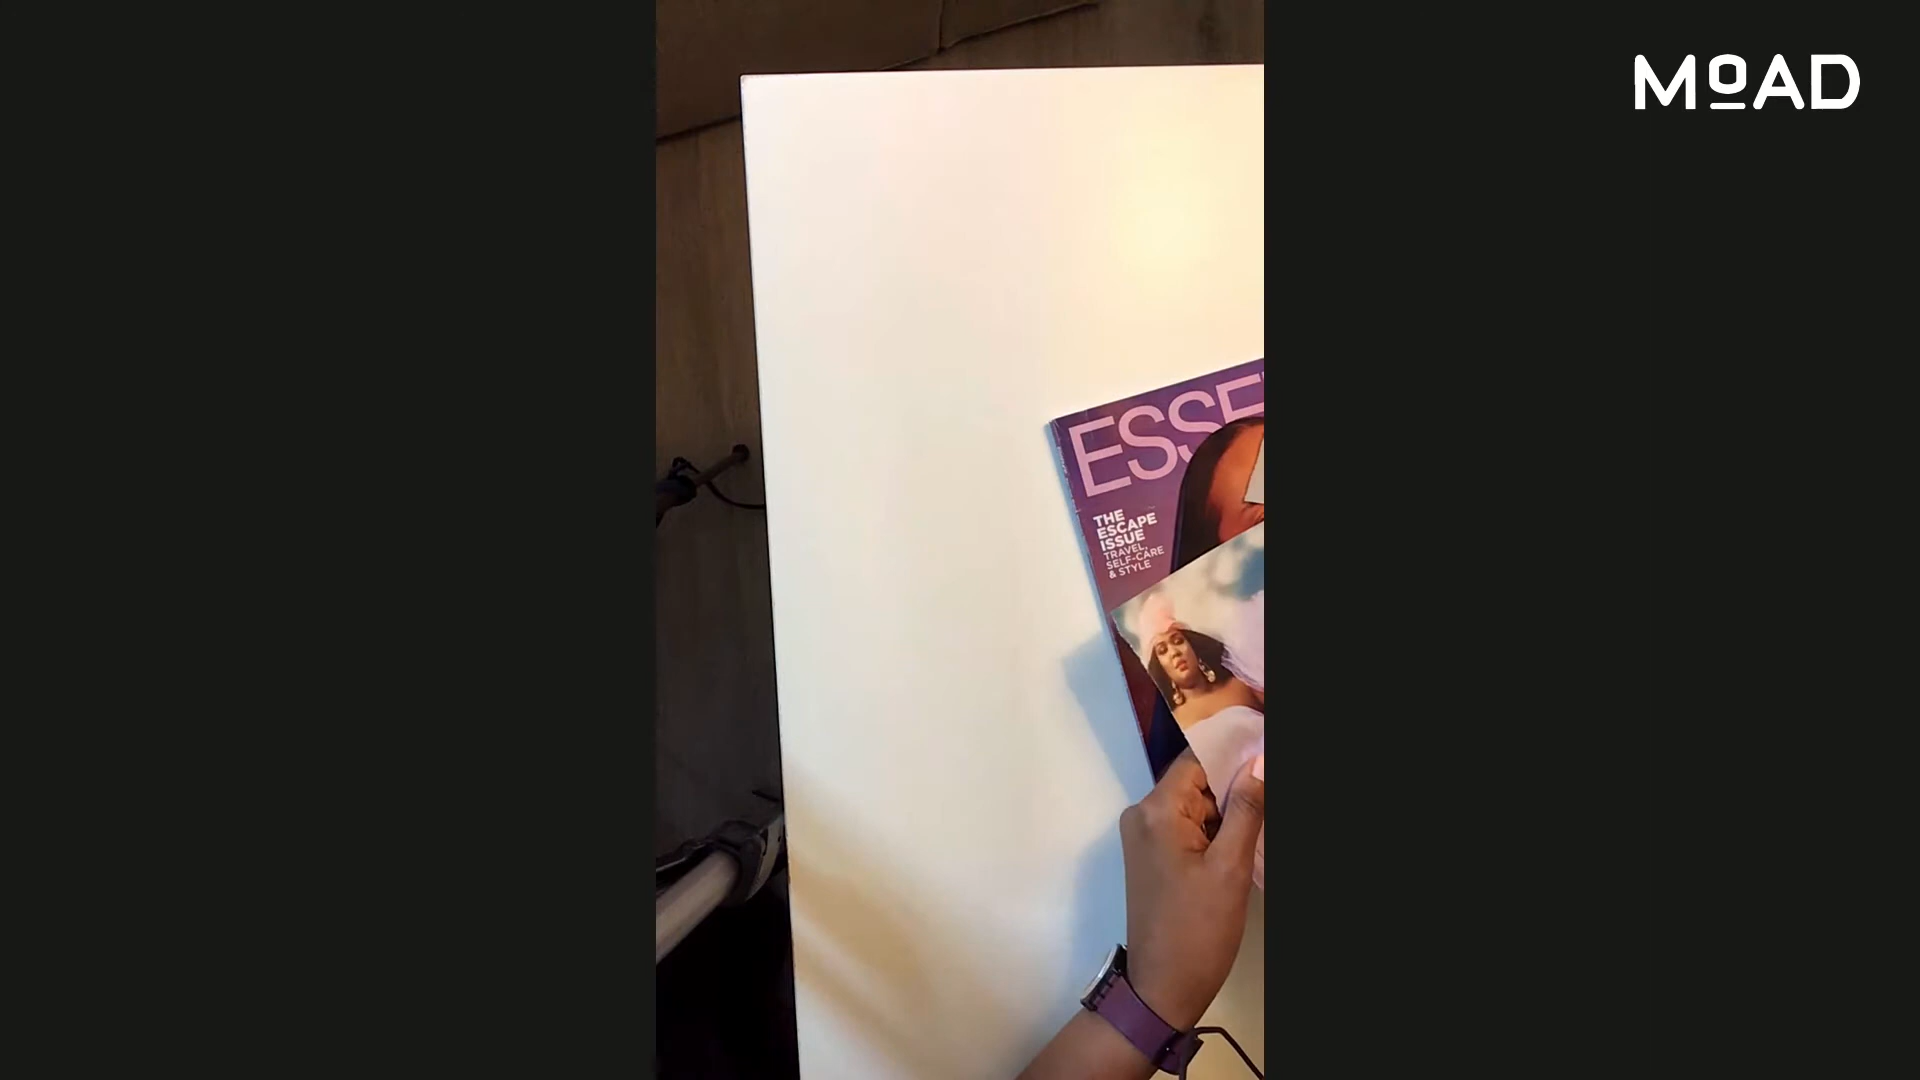 MoAD
ESSE
THE
ESCAPE
ISSUE
TRAVEL,
SELF-CARE
& STYLE